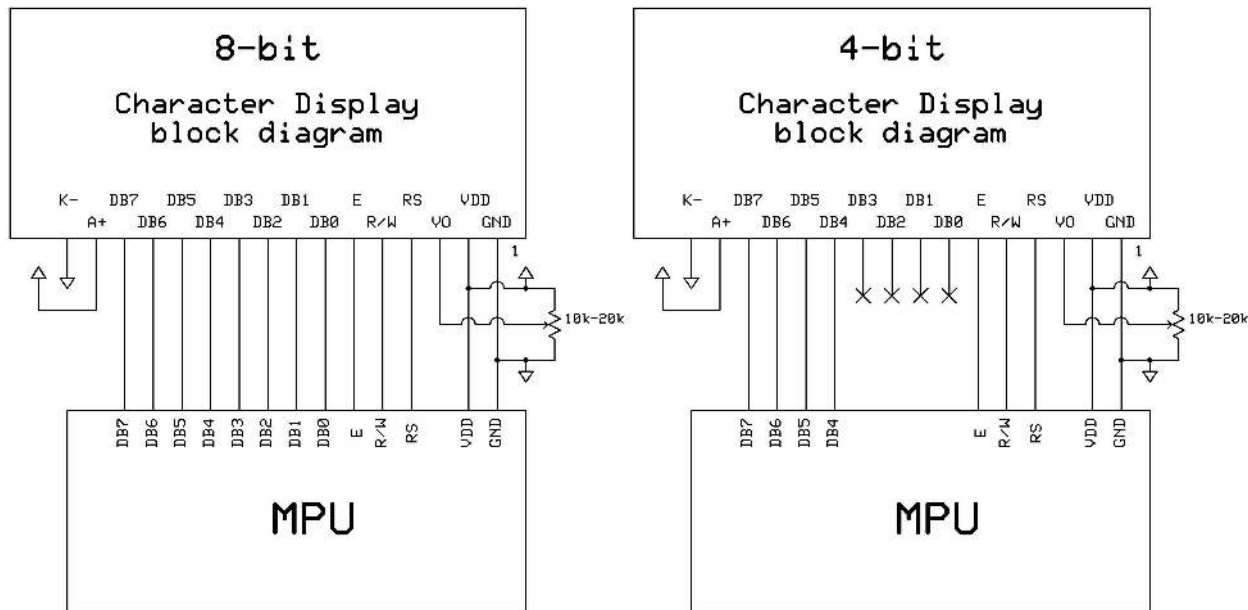 8-bit
Character Display
block diagram
K- DB7 DB5 DB3 DB1 E RS VDD
A+ DB6 DB4 DB2 DB0 R/W VO GND
1
10k-20k
DB7 DB6 DB5 DB4 DB3 DB2 DB1 DB0 E R/W RS VDD GND
MPU
4-bit
Character Display
block diagram
K- DB7 DB5 DB3 DB1 E RS VDD
A+ DB6 DB4 DB2 DB0 R/W VO GND
1
10k-20k
DB7 DB6 DB5 DB4 E R/W RS VDD GND
MPU